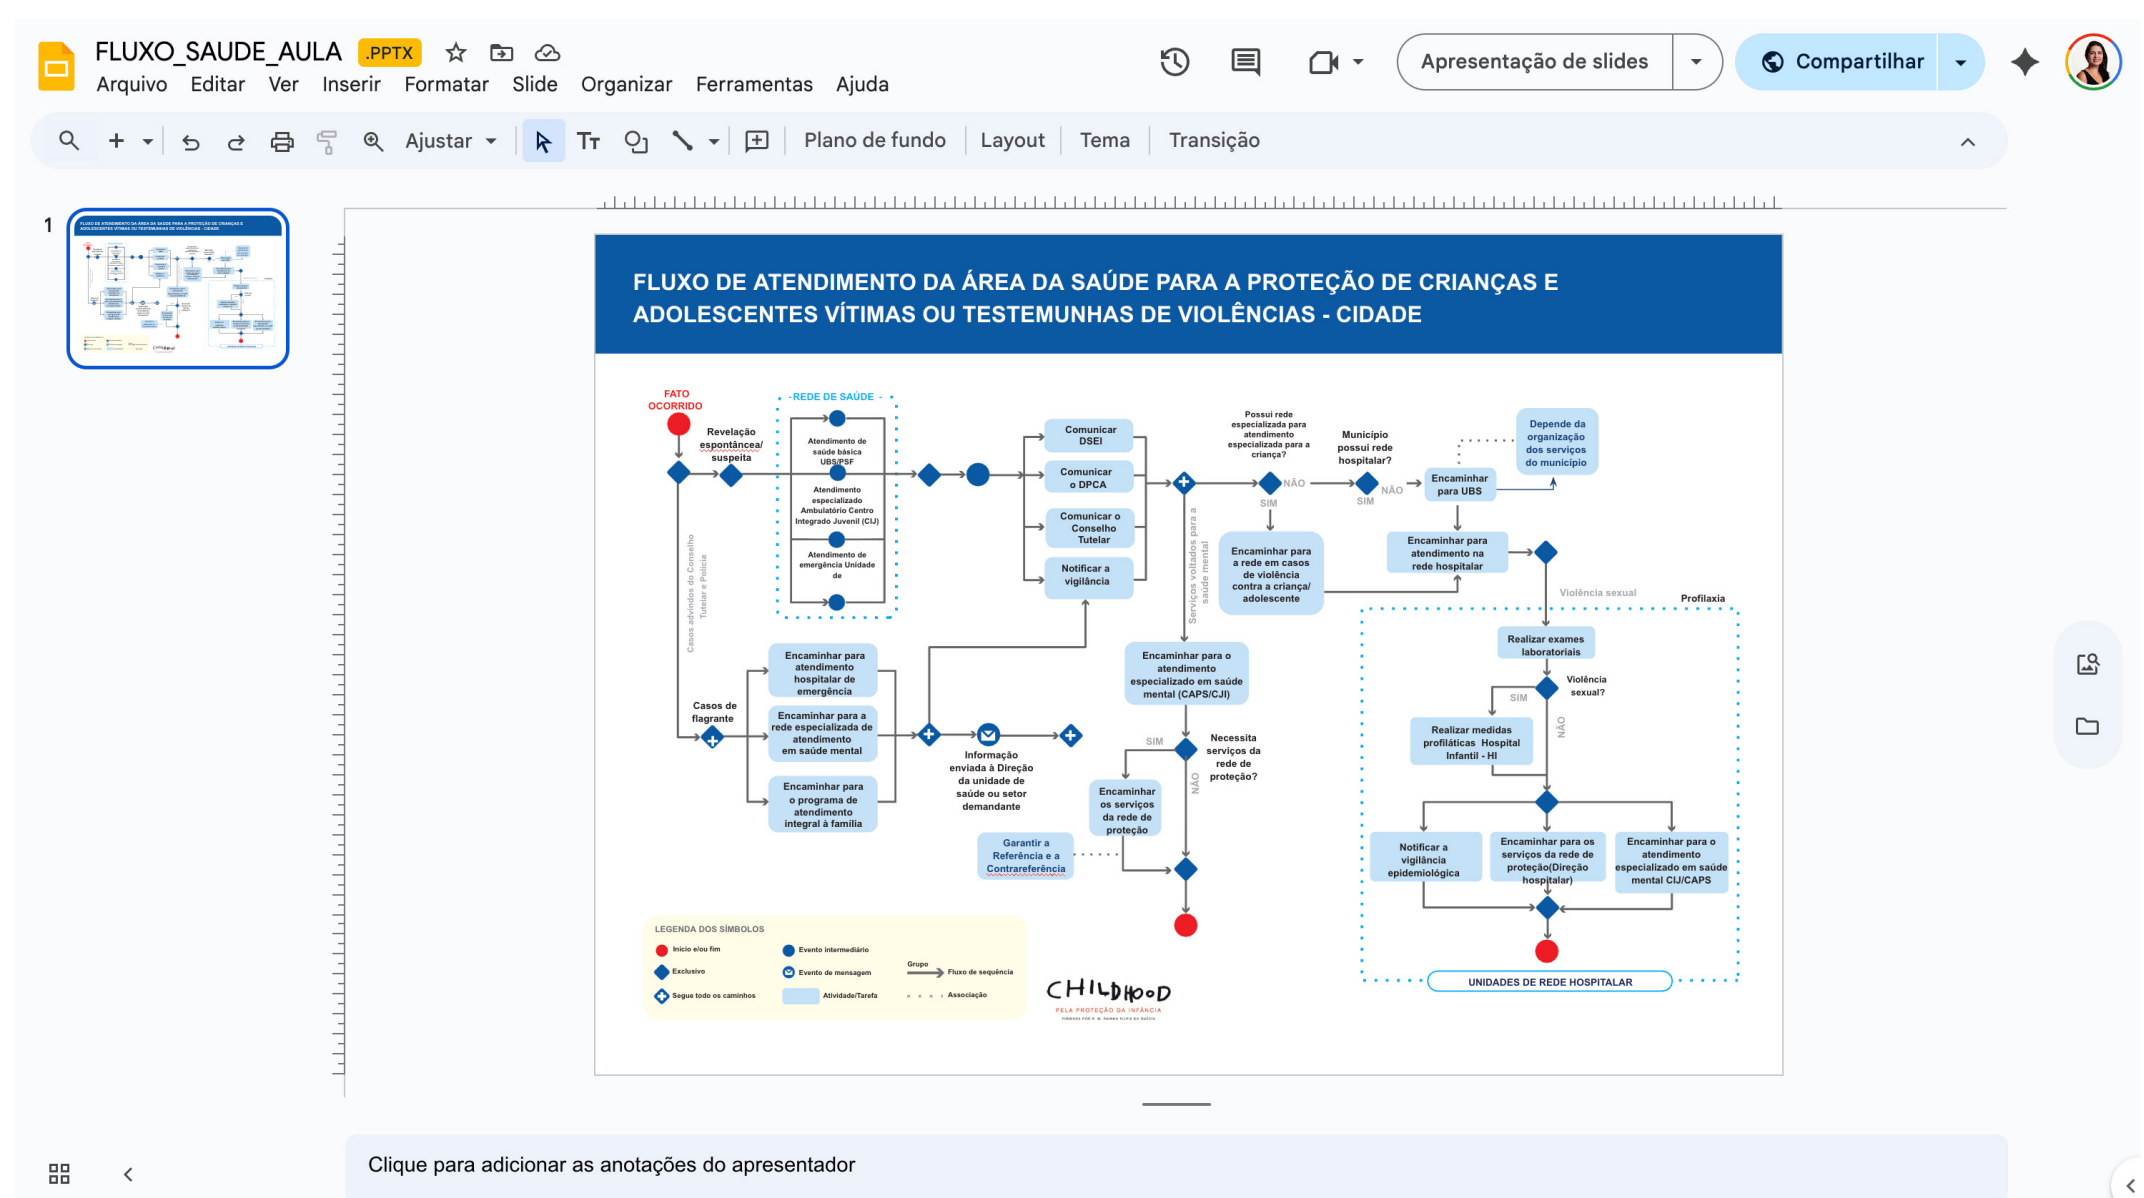 FLUXO_SAUDE_AULA
.PPTX
Arquivo Editar Ver Inserir Formatar Slide Organizar Ferramentas Ajuda
Apresentação de slides
Compartilhar
Ajustar
Plano de fundo
Layout
Tema
Transição
1
FLUXO DE ATENDIMENTO DA ÁREA DA SAÚDE PARA A PROTEÇÃO DE CRIANÇAS E
ADOLESCENTES VÍTIMAS OU TESTEMUNHAS DE VIOLÊNCIAS - CIDADE
FATO
OCORRIDO
Revelação
espontâncea/
suspeita
-REDE DE SAÚDE -
Atendimento de
saúde básica
UBS/PSF
Atendimento
especializado
Ambulatório Centro
Integrado Juvenil (CIJ)
Atendimento de
emergência Unidade
de
Comunicar
DSEI
Comunicar
o DPCA
Comunicar o
Conselho
Tutelar
Notificar a
vigilância
Possui rede
especializada para
atendimento
especializada para a
criança?
NÃO
SIM
Município
possui rede
hospitalar?
NÃO
SIM
Encaminhar
para UBS
Depende da
organização
dos serviços
do município
Encaminhar para
a rede em casos
de violência
contra a criança/
adolescente
Encaminhar para
atendimento na
rede hospitalar
Violência sexual
Profilaxia
Casos advindos do Conselho
Tutelar e Polícia
Serviços voltados para a
saúde mental
Casos de
flagrante
Encaminhar para
atendimento
hospitalar de
emergência
Encaminhar para a
rede especializada de
atendimento
em saúde mental
Encaminhar para
o programa de
atendimento
integral à família
Informação
enviada à Direção
da unidade de
saúde ou setor
demandante
Encaminhar para o
atendimento
especializado em saúde
mental (CAPS/CJI)
Necessita
serviços da
rede de
proteção?
SIM
NÃO
Encaminhar
os serviços
da rede de
proteção
Garantir a
Referência e a
Contrareferência
Realizar exames
laboratoriais
Violência
sexual?
SIM
NÃO
Realizar medidas
profiláticas Hospital
Infantil - HI
Notificar a
vigilância
epidemiológica
Encaminhar para os
serviços da rede de
proteção(Direção
hospitalar)
Encaminhar para o
atendimento
especializado em saúde
mental CIJ/CAPS
UNIDADES DE REDE HOSPITALAR
LEGENDA DOS SÍMBOLOS
Início e/ou fim
Exclusivo
Segue todo os caminhos
Evento intermediário
Evento de mensagem
Atividade/Tarefa
Grupo
Fluxo de sequência
Associação
CHILDHOOD
PELA PROTEÇÃO DA INFÂNCIA
Clique para adicionar as anotações do apresentador